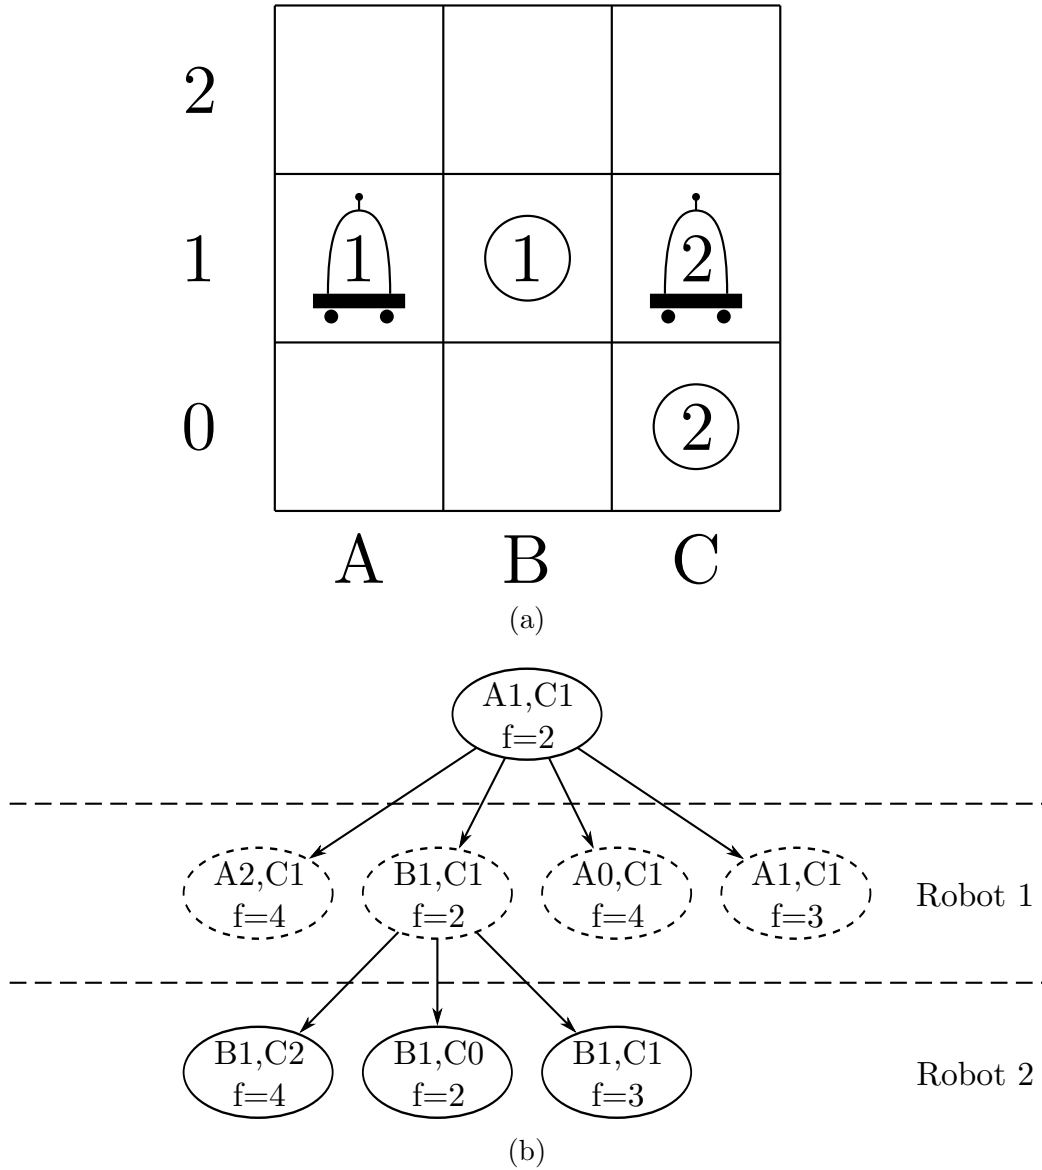 2
1 1 1 2
0 2
A B C
(a)
A1,C1
f=2
A2,C1 B1,C1 A0,C1 A1,C1
f=4 f=2 f=4 f=3
Robot 1
B1,C2 B1,C0 B1,C1
f=4 f=2 f=3
Robot 2
(b)